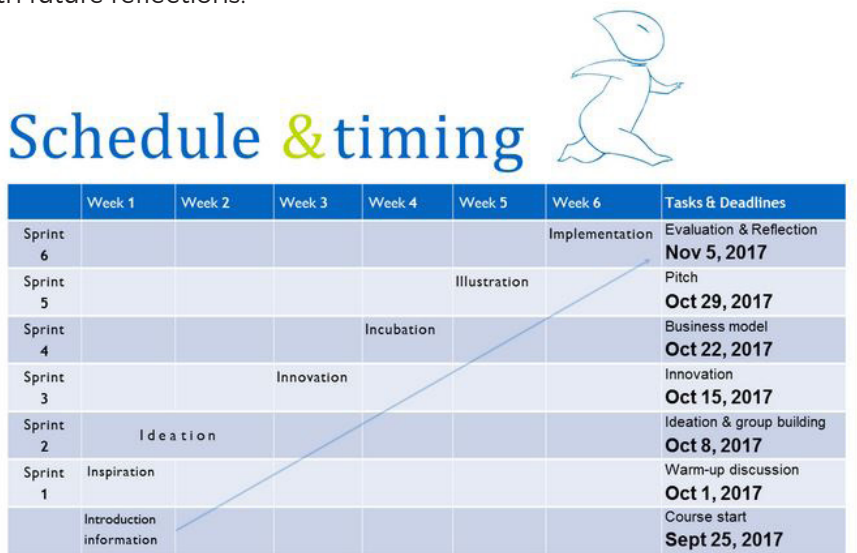 th future reflections.
Schedule & timing
Week 1 Week 2 Week 3 Week 4 Week 5 Week 6 Tasks & Deadlines
Sprint 6 Implementation Evaluation & Reflection
Nov 5, 2017
Sprint 5 Illustration Pitch
Oct 29, 2017
Sprint 4 Incubation Business model
Oct 22, 2017
Sprint 3 Innovation Innovation
Oct 15, 2017
Sprint 2 Ideation Ideation & group building
Oct 8, 2017
Sprint 1 Inspiration Warm-up discussion
Oct 1, 2017
Introduction information Course start
Sept 25, 2017